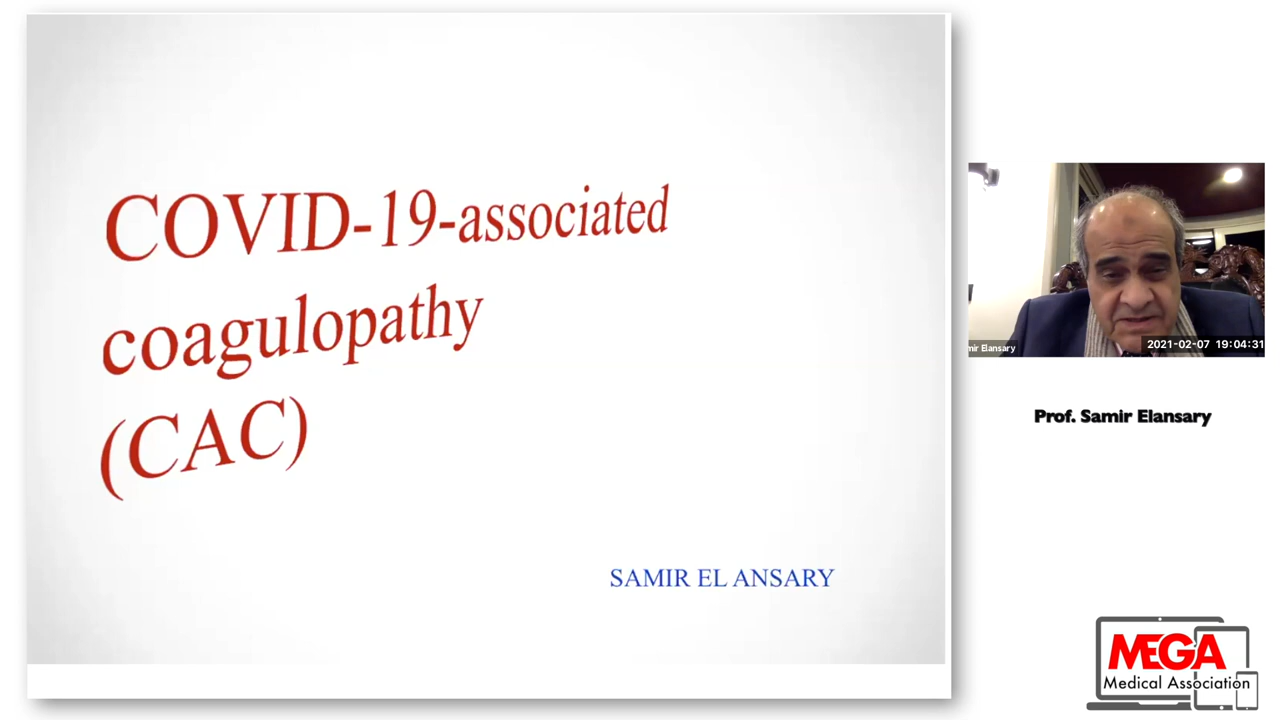 COVID-19-associated
coagulopathy
(CAC)
SAMIR EL ANSARY
mir Elansary
2021-02-07 19:04:31
Prof. Samir Elansary
MEGA
Medical Association